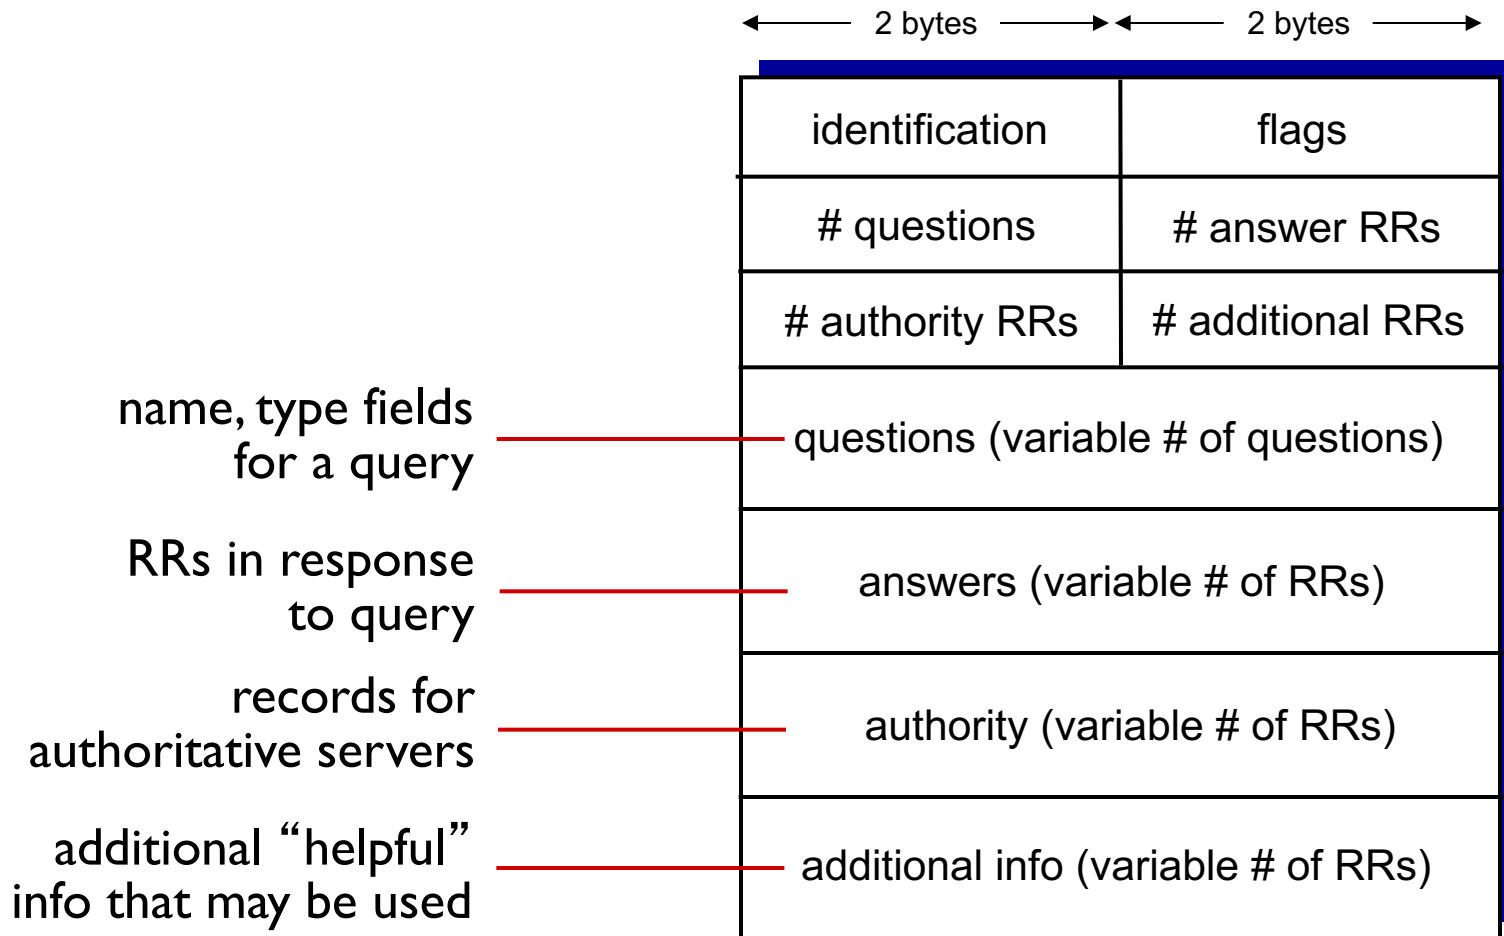 2 bytes 2 bytes
identification flags
# questions # answer RRs
# authority RRs # additional RRs
name, type fields
for a query
questions (variable # of questions)
RRs in response
to query
answers (variable # of RRs)
records for
authoritative servers
authority (variable # of RRs)
additional “helpful”
info that may be used
additional info (variable # of RRs)